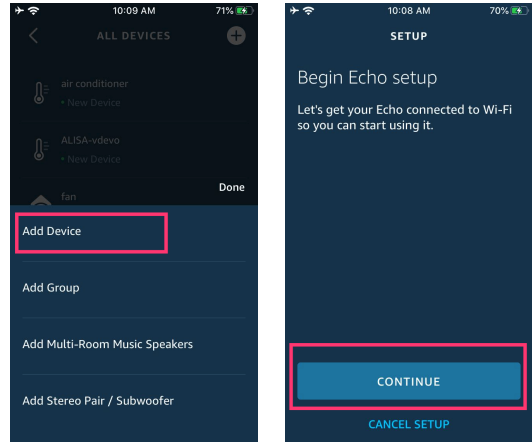 10:09 AM
71%
ALL DEVICES
air conditioner
• New Device
ALISA-vdevo
• New Device
fan
Done
Add Device
Add Group
Add Multi-Room Music Speakers
Add Stereo Pair / Subwoofer
10:08 AM
70%
SETUP
Begin Echo setup
Let's get your Echo connected to Wi-Fi
so you can start using it.
CONTINUE
CANCEL SETUP